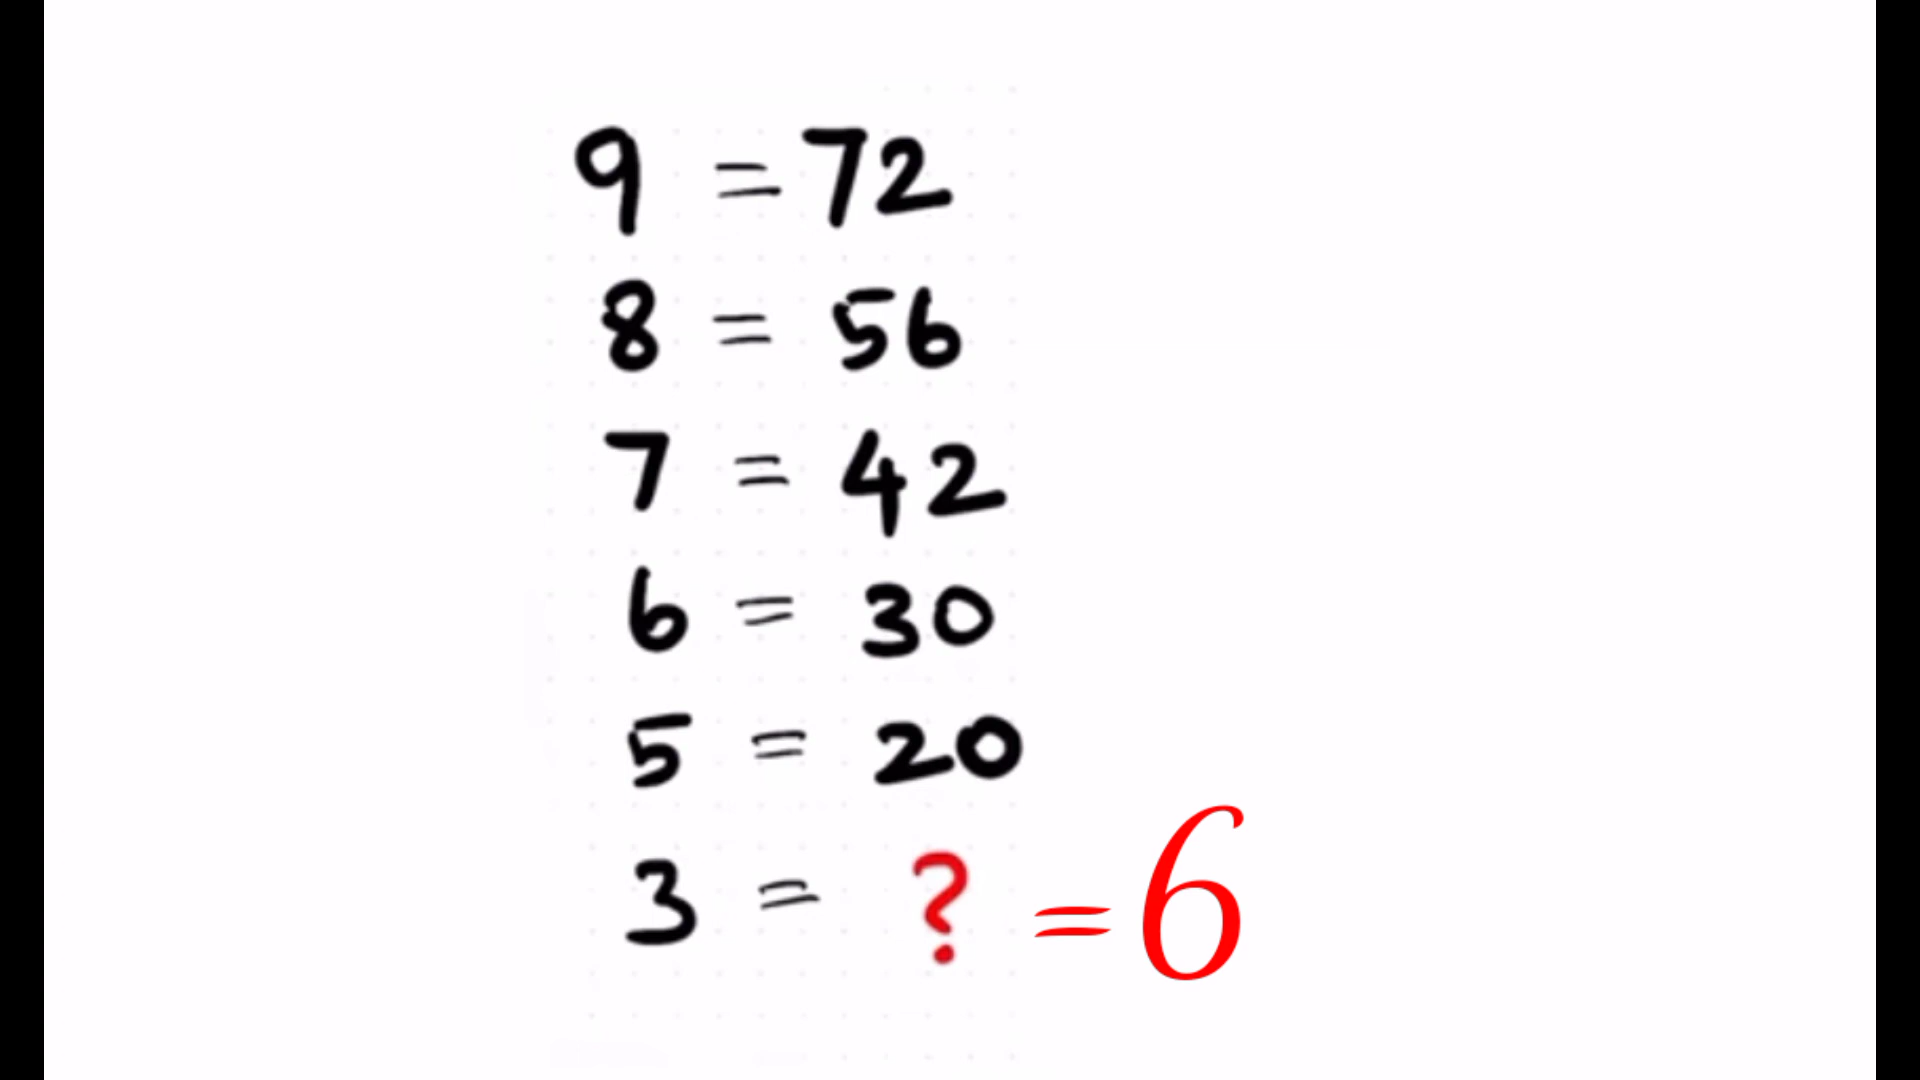 9 = 72
8 = 56
7 = 42
6 = 30
5 = 20
3 = ? = 6